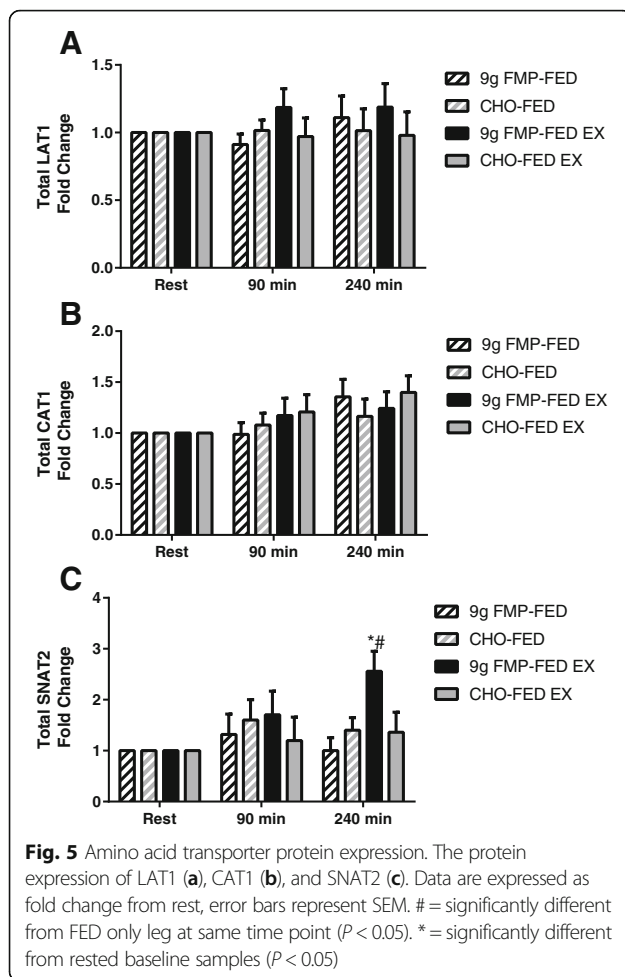 A
Total LAT1
Fold Change
1.5
1.0
0.5
0.0
Rest
90 min
240 min
9g FMP-FED
CHO-FED
9g FMP-FED EX
CHO-FED EX
B
Total CAT1
Fold Change
2.0
1.5
1.0
0.5
0.0
Rest
90 min
240 min
9g FMP-FED
CHO-FED
9g FMP-FED EX
CHO-FED EX
C
Total SNAT2
Fold Change
4
3
2
1
0
*#
Rest
90 min
240 min
9g FMP-FED
CHO-FED
9g FMP-FED EX
CHO-FED EX
Fig. 5 Amino acid transporter protein expression. The protein
expression of LAT1 (a), CAT1 (b), and SNAT2 (c). Data are expressed as
fold change from rest, error bars represent SEM. # = significantly different
from FED only leg at same time point (P < 0.05). * = significantly different
from rested baseline samples (P < 0.05)